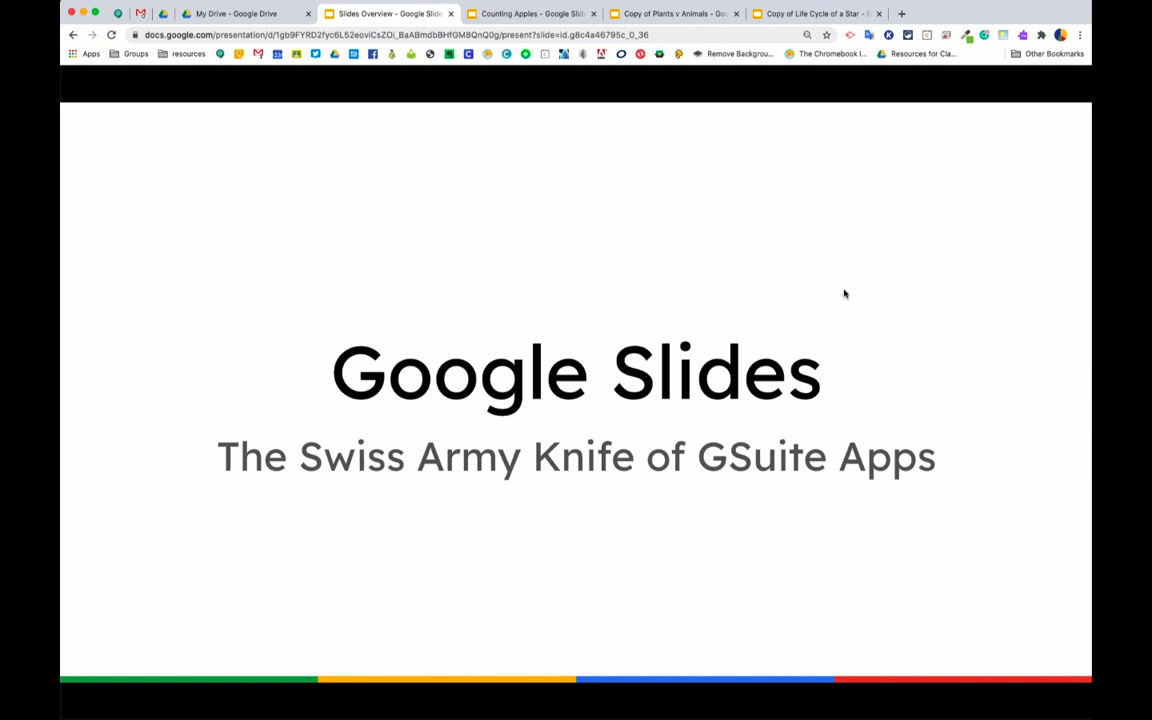 My Drive - Google Drive
Slides Overview - Google Slide
Counting Apples - Google Slid
Copy of Plants v Animals - Goo
Copy of Life Cycle of a Star - G
docs.google.com/presentation/d/1gb9FYRD2fyc6L52eoviCsZOi_BaABmdbBHfGM8QnQ0g/present?slide=id.g8c4a46795c_0_36
Apps
Groups
resources
Remove Backgrou...
The Chromebook I...
Resources for Cla...
Other Bookmarks
Google Slides
The Swiss Army Knife of GSuite Apps